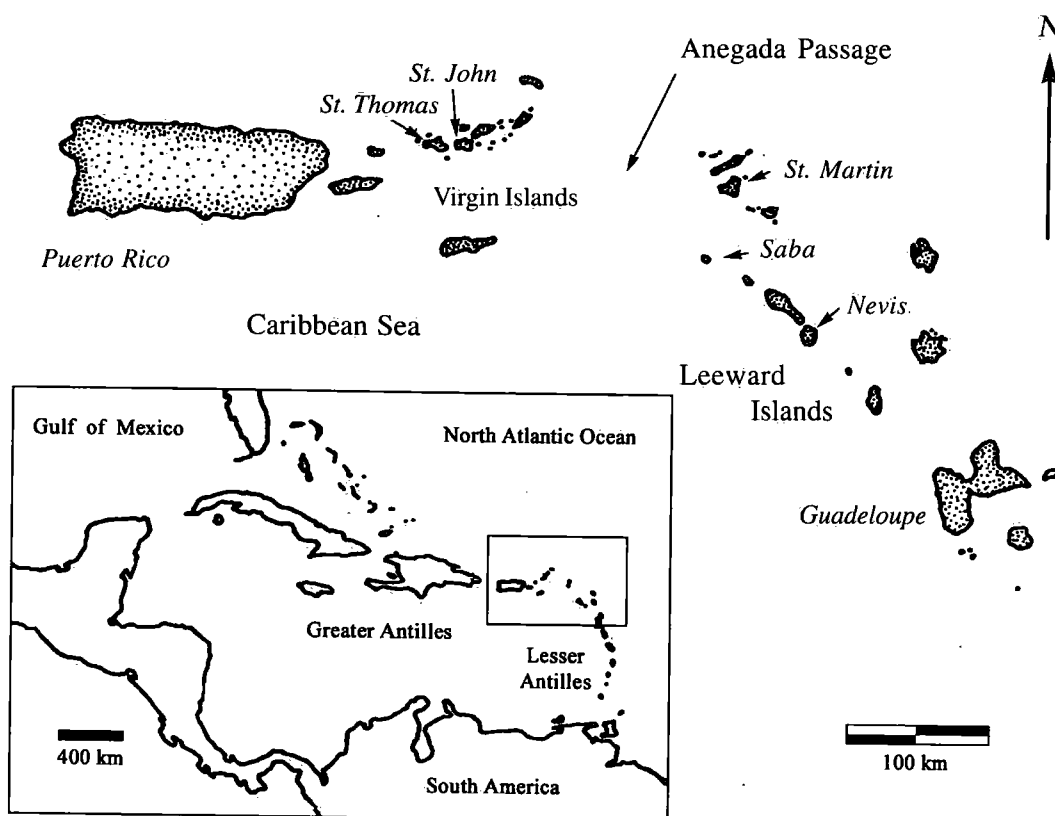 N
Anegada Passage
St. John
St. Thomas
St. Martin
Virgin Islands
Puerto Rico
Saba
Nevis
Caribbean Sea
Leeward
Islands
Guadeloupe
100 km
Gulf of Mexico
North Atlantic Ocean
Greater Antilles
Lesser
Antilles
400 km
South America